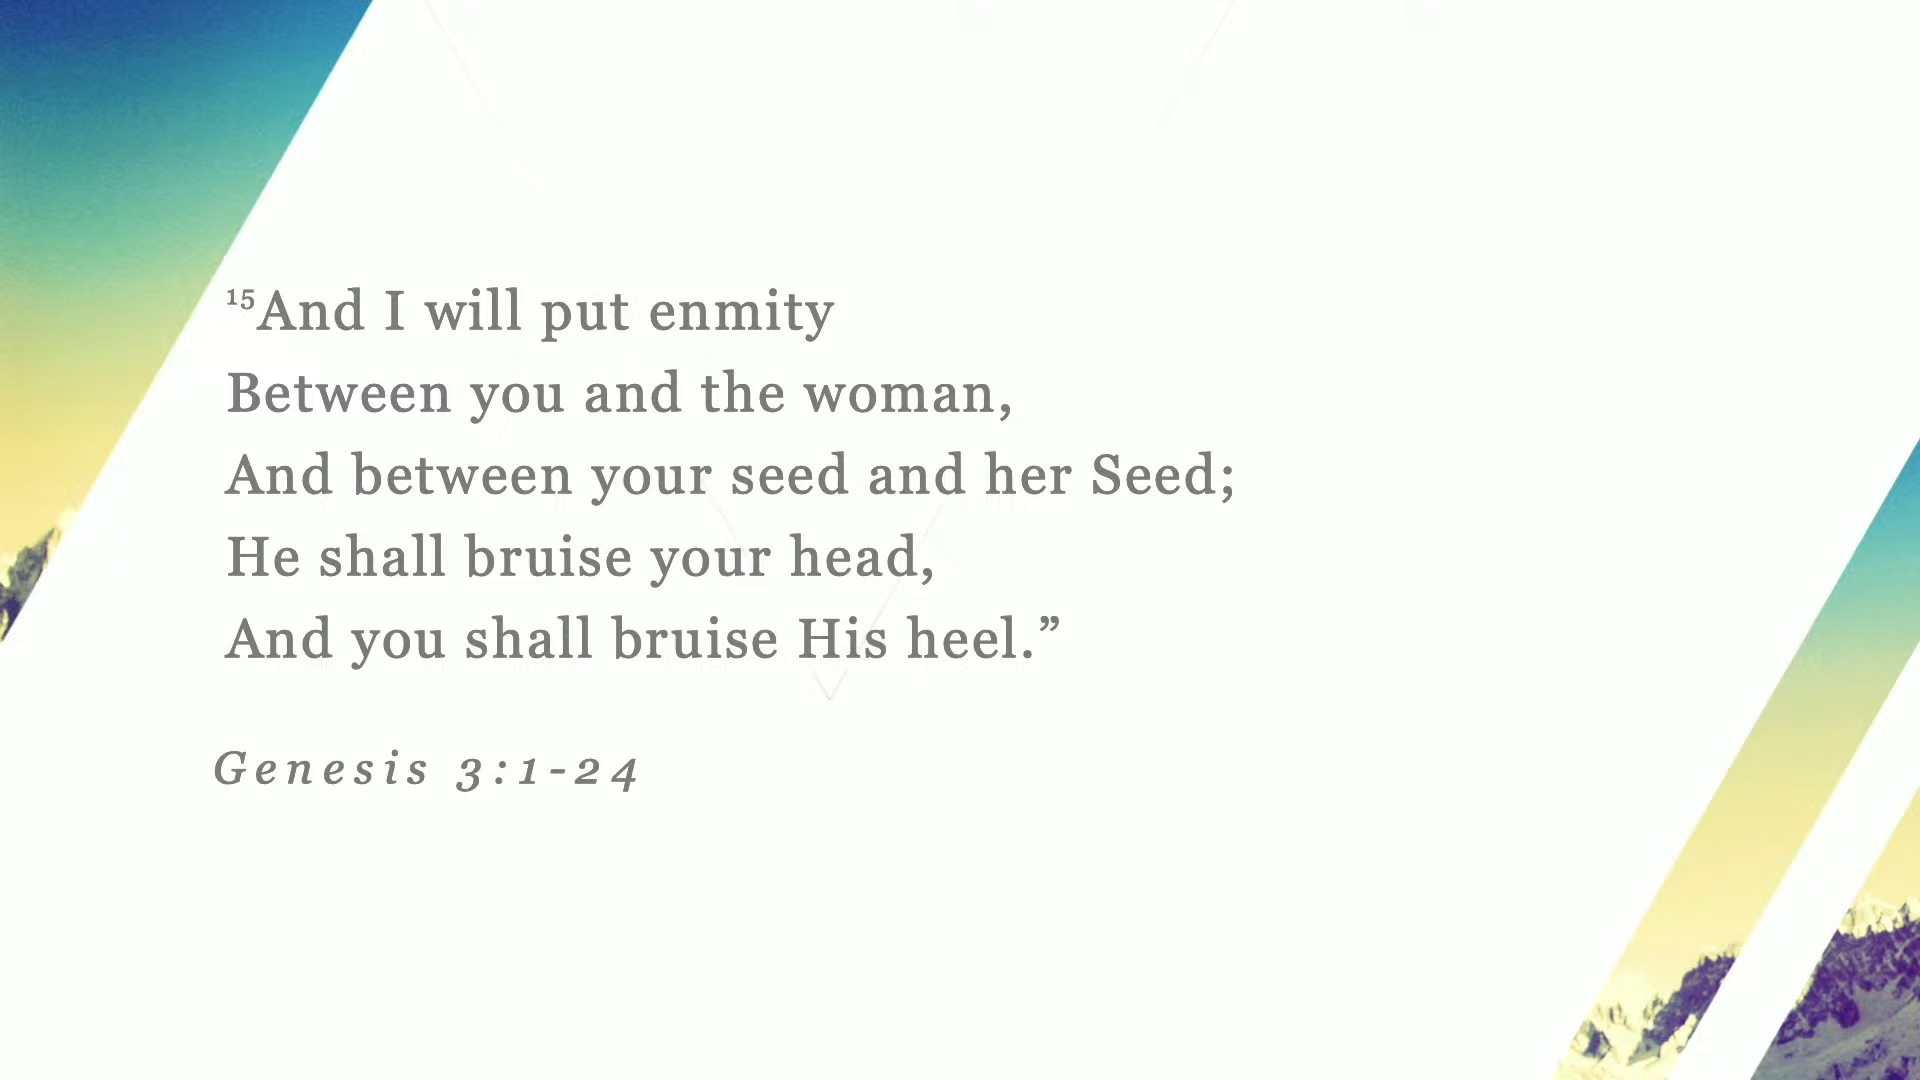 15And I will put enmity
Between you and the woman,
And between your seed and her Seed;
He shall bruise your head,
And you shall bruise His heel.”
Genesis 3:1-24